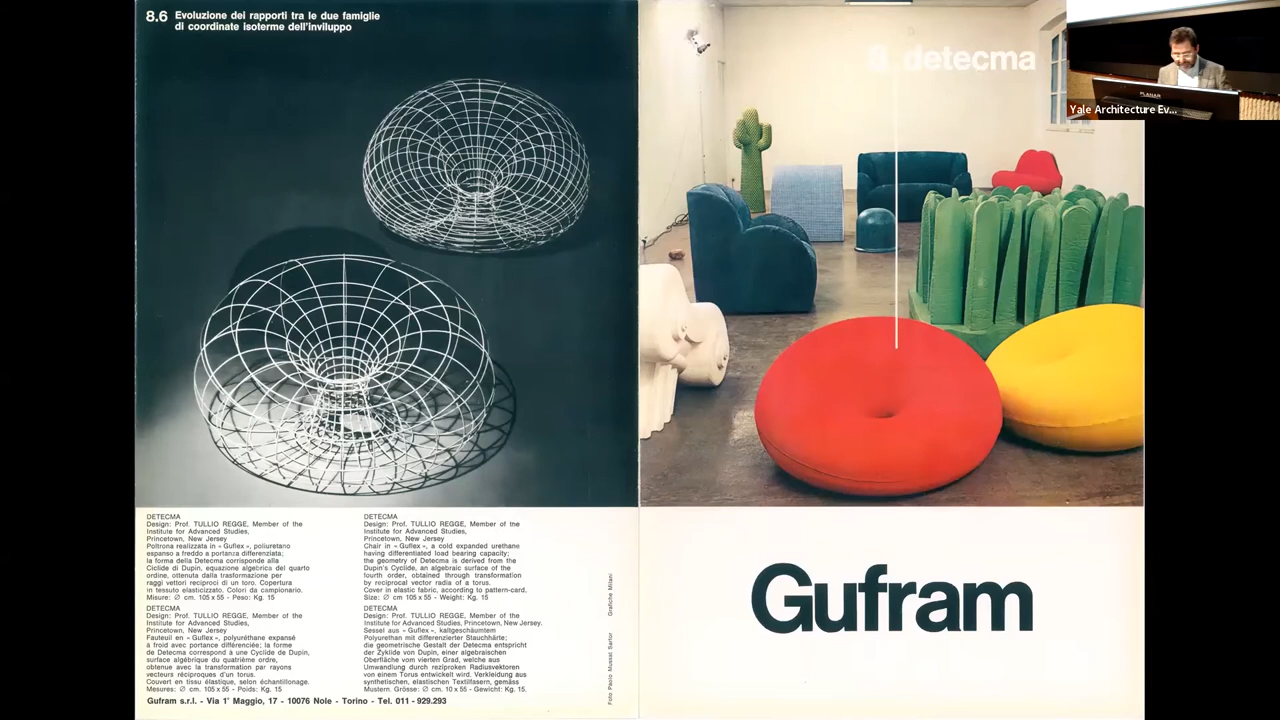 8.6 Evoluzione dei rapporti tra le due famiglie
di coordinate isoterme dell'inviluppo
DETECMA
Design: Prof. TULLIO REGGE, Member of the
Institute for Advanced Studies,
Princeton, New Jersey
Poltrona realizzata in « Guflex », poliuretano
espanso a freddo a portanza differenziata;
la forma della Detecma corrisponde alla
Ciclide di Dupin, equazione algebrica del quarto
ordine, ottenuta dalla trasformazione per
raggi vettori reciproci di un toro. Copertura
in tessuto elasticizzato. Colori da campionario.
Misure: ∅ cm. 105 x 55 - Peso: Kg. 15
DETECMA
Design: Prof. TULLIO REGGE, Member of the
Institute for Advanced Studies,
Princetown, New Jersey
Fauteuil en « Guflex », polyuréthane expansé
à froid avec portance différenciée; la forme
de Detecma correspond à une Cyclide de Dupin,
surface algébrique du quatrième ordre,
obtenue avec la transformation par rayons
vecteurs réciproques d'un torus.
Couvert en tissu élastique, selon échantillonage.
Mesures: ∅ cm. 105 x 55 - Poids: Kg. 15
DETECMA
Design: Prof. TULLIO REGGE, Member of the
Institute for Advanced Studies,
Princetown, New Jersey
Chair in « Guflex », a cold expanded urethane
having differentiated load bearing capacity;
the geometry of Detecma is derived from the
Dupin's Cyclide, an algebraic surface of the
fourth order, obtained through transformation
by reciprocal vector radia of a torus.
Cover in elastic fabric, according to pattern-card.
Size: ∅ cm 105 x 55 - Weight: Kg. 15
DETECMA
Design: Prof. TULLIO REGGE, Member of the
Institute for Advanced Studies, Princetown, New Jersey.
Sessel aus « Guflex », kaltgeschäumtem
Polyurethan mit differenzierter Stauchhärte;
die geometrische Gestalt der Detecma entspricht
der Zyklide von Dupin, einer algebraischen
Oberfläche vom vierten Grad, welche aus
Umwandlung durch reziproken Radiusvektoren
von einem Torus entwickelt wird. Verkleidung aus
synthetischen, elastischen Textilfasern, gemäss
Mustern. Grösse: ∅ cm. 10 x 55 - Gewicht: Kg. 15.
Gufram s.r.l. - Via 1° Maggio, 17 - 10076 Nole - Torino - Tel. 011 - 929.293
Foto Paolo Mussat Sartor Grafiche Milani
8 detecma
Gufram
PLANAR
Yale Architecture Ev...